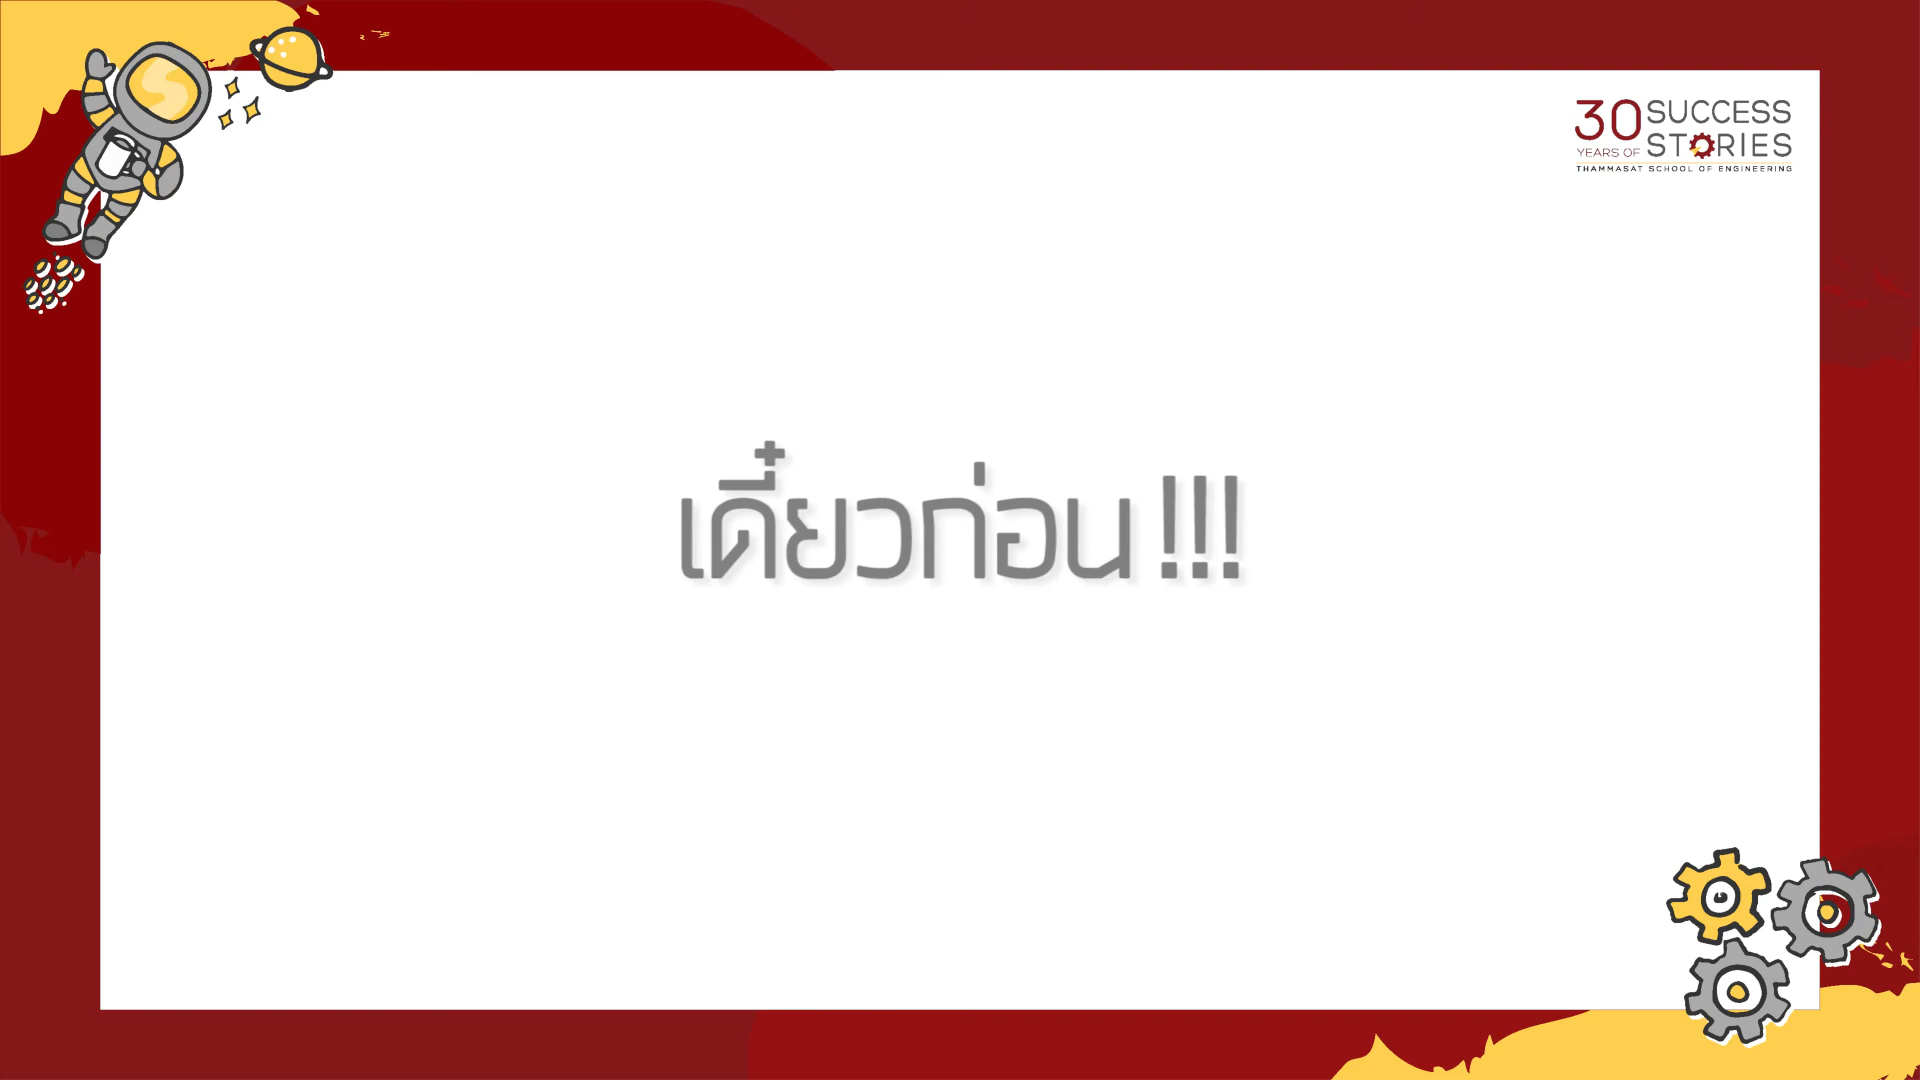 30 SUCCESS
YEARS OF STORIES
THAMMASAT SCHOOL OF ENGINEERING
เดี๋ยวก่อน !!!